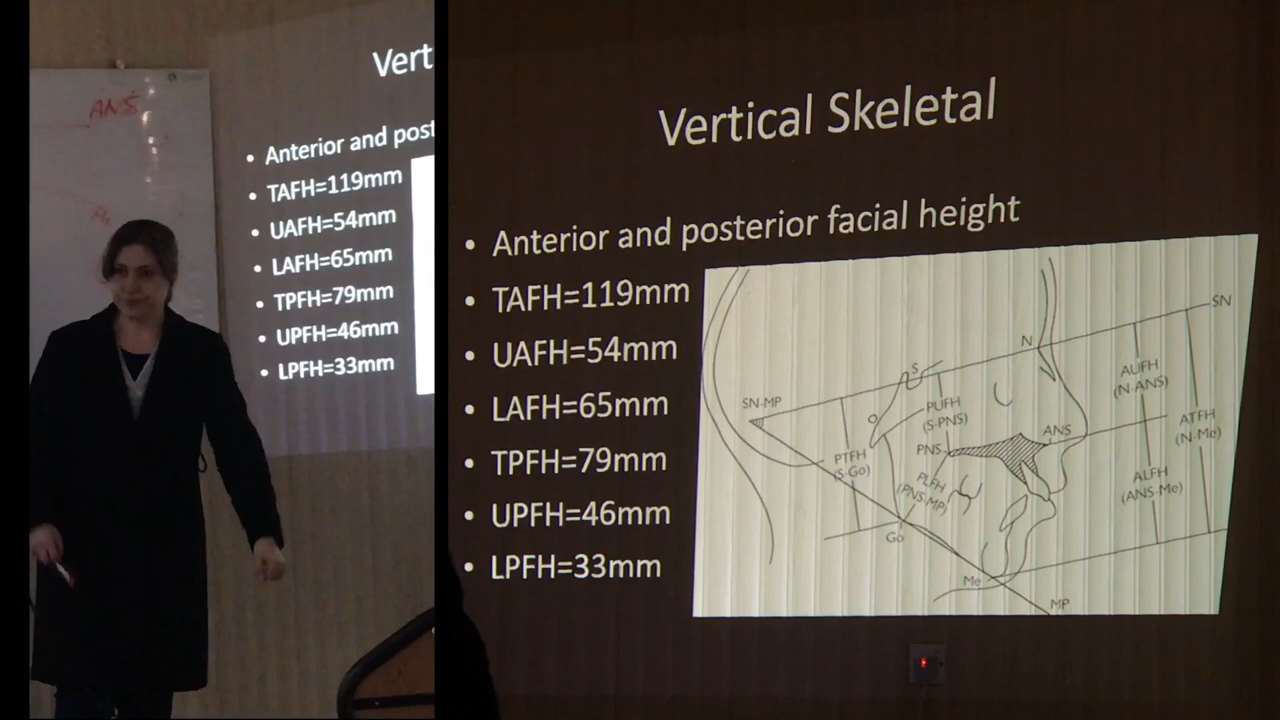 ANS
Vert
• Anterior and post
• TAFH=119mm
• UAFH=54mm
• LAFH=65mm
• TPFH=79mm
• UPFH=46mm
• LPFH=33mm
Vertical Skeletal
• Anterior and posterior facial height
• TAFH=119mm
• UAFH=54mm
• LAFH=65mm
• TPFH=79mm
• UPFH=46mm
• LPFH=33mm
SN
N
S
AUFH
(N-ANS)
SN-MP
O
PUFH
(S-PNS)
ANS
ATFH
(N-Me)
PNS
PTFH
(S-Go)
PLFH
(PNS-MP)
ALFH
(ANS-Me)
Go
Me
MP